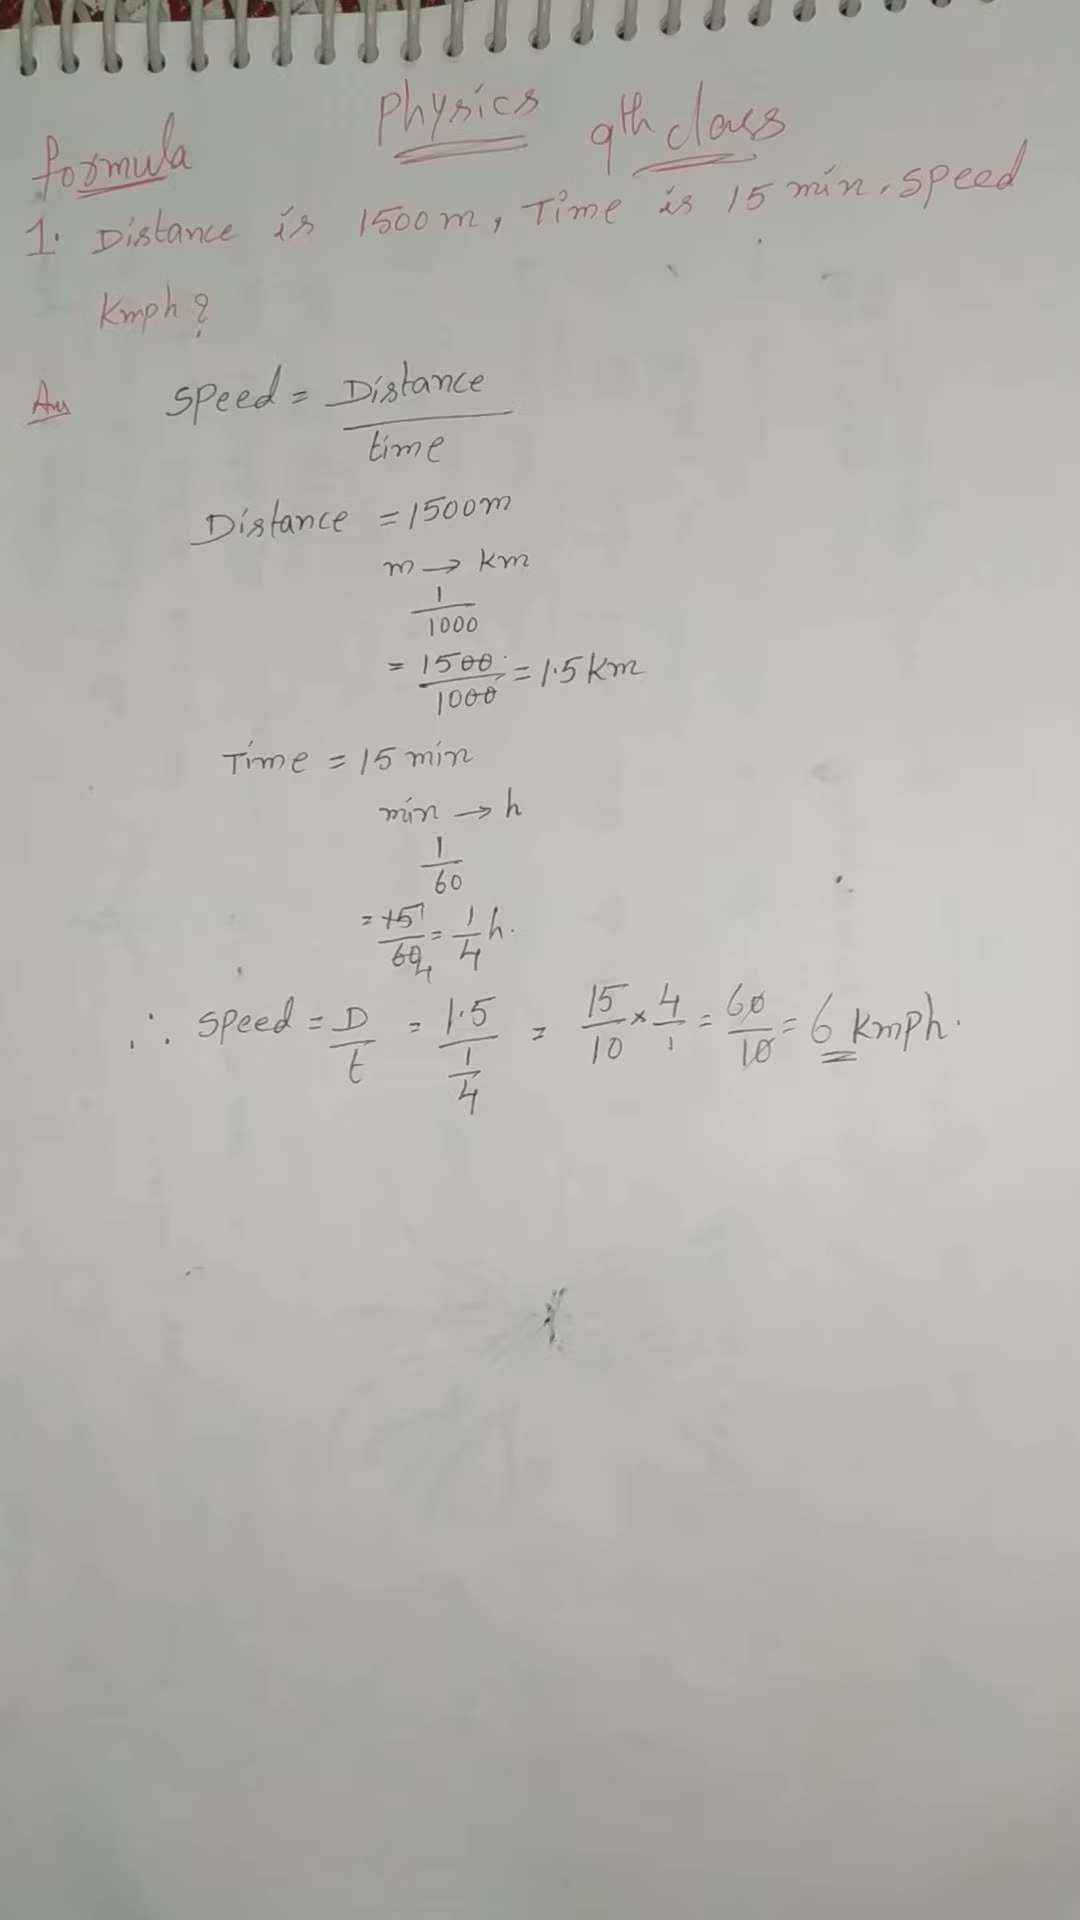 Physics 9th class
formula
1. Distance is 1500m, Time is 15 min. speed
Kmph?
Ans speed = Distance / time
Distance = 1500m
m → km
1/1000
= 1500/1000 = 1.5 km
Time = 15 min
min → h
1/60
= 15/60 4 = 1/4 h.
∴ speed = D/t = 1.5 / 1/4 = 15/10 × 4/1 = 60/10 = 6 kmph.